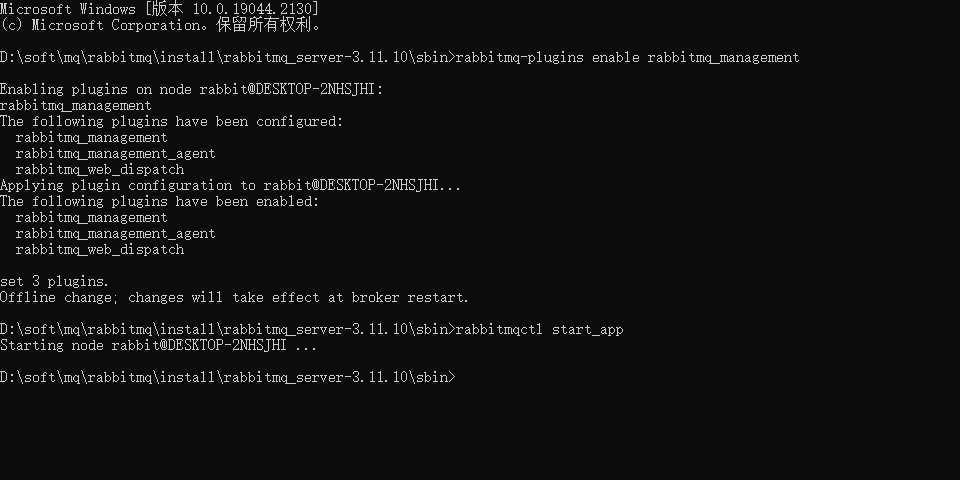 Microsoft Windows [版本 10.0.19044.2130]
(c) Microsoft Corporation。保留所有权利。
D:\soft\mq\rabbitmq\install\rabbitmq_server-3.11.10\sbin>rabbitmq-plugins enable rabbitmq_management
Enabling plugins on node rabbit@DESKTOP-2NHSJHI:
rabbitmq_management
The following plugins have been configured:
  rabbitmq_management
  rabbitmq_management_agent
  rabbitmq_web_dispatch
Applying plugin configuration to rabbit@DESKTOP-2NHSJHI...
The following plugins have been enabled:
  rabbitmq_management
  rabbitmq_management_agent
  rabbitmq_web_dispatch
set 3 plugins.
Offline change; changes will take effect at broker restart.
D:\soft\mq\rabbitmq\install\rabbitmq_server-3.11.10\sbin>rabbitmqctl start_app
Starting node rabbit@DESKTOP-2NHSJHI ...
D:\soft\mq\rabbitmq\install\rabbitmq_server-3.11.10\sbin>